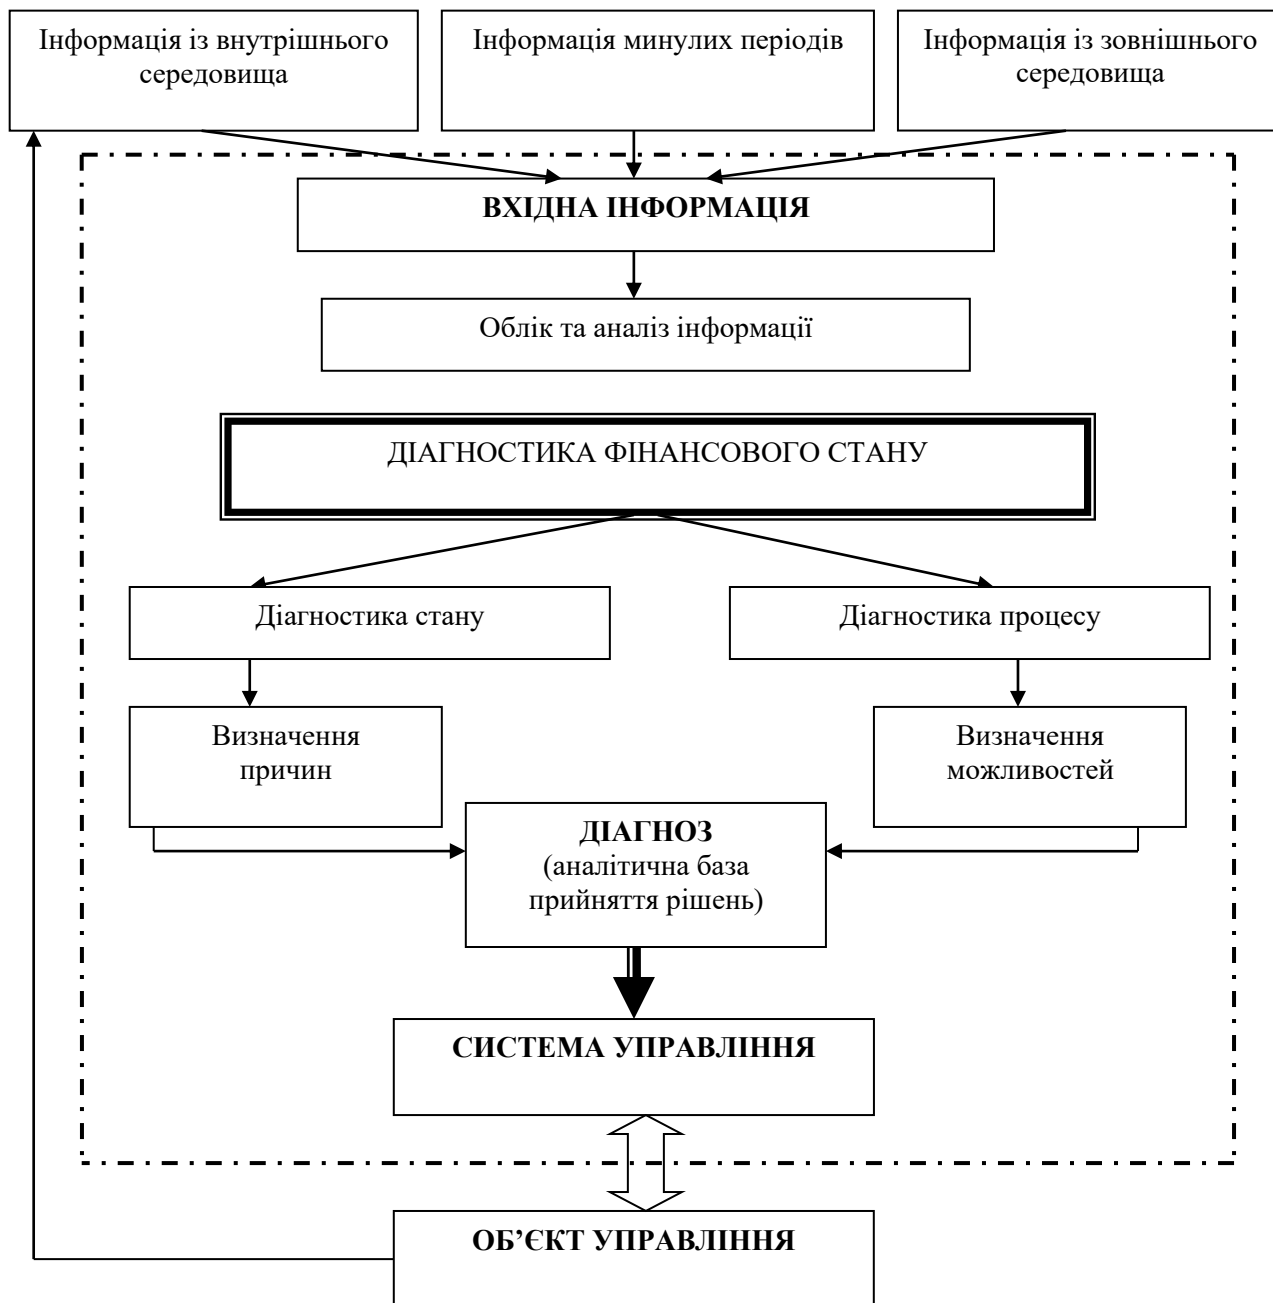 Інформація із внутрішнього
середовища
Інформація минулих періодів
Інформація із зовнішнього
середовища
ВХІДНА ІНФОРМАЦІЯ
Облік та аналіз інформації
ДІАГНОСТИКА ФІНАНСОВОГО СТАНУ
Діагностика стану
Діагностика процесу
Визначення
причин
Визначення
можливостей
ДІАГНОЗ
(аналітична база
прийняття рішень)
СИСТЕМА УПРАВЛІННЯ
ОБ’ЄКТ УПРАВЛІННЯ